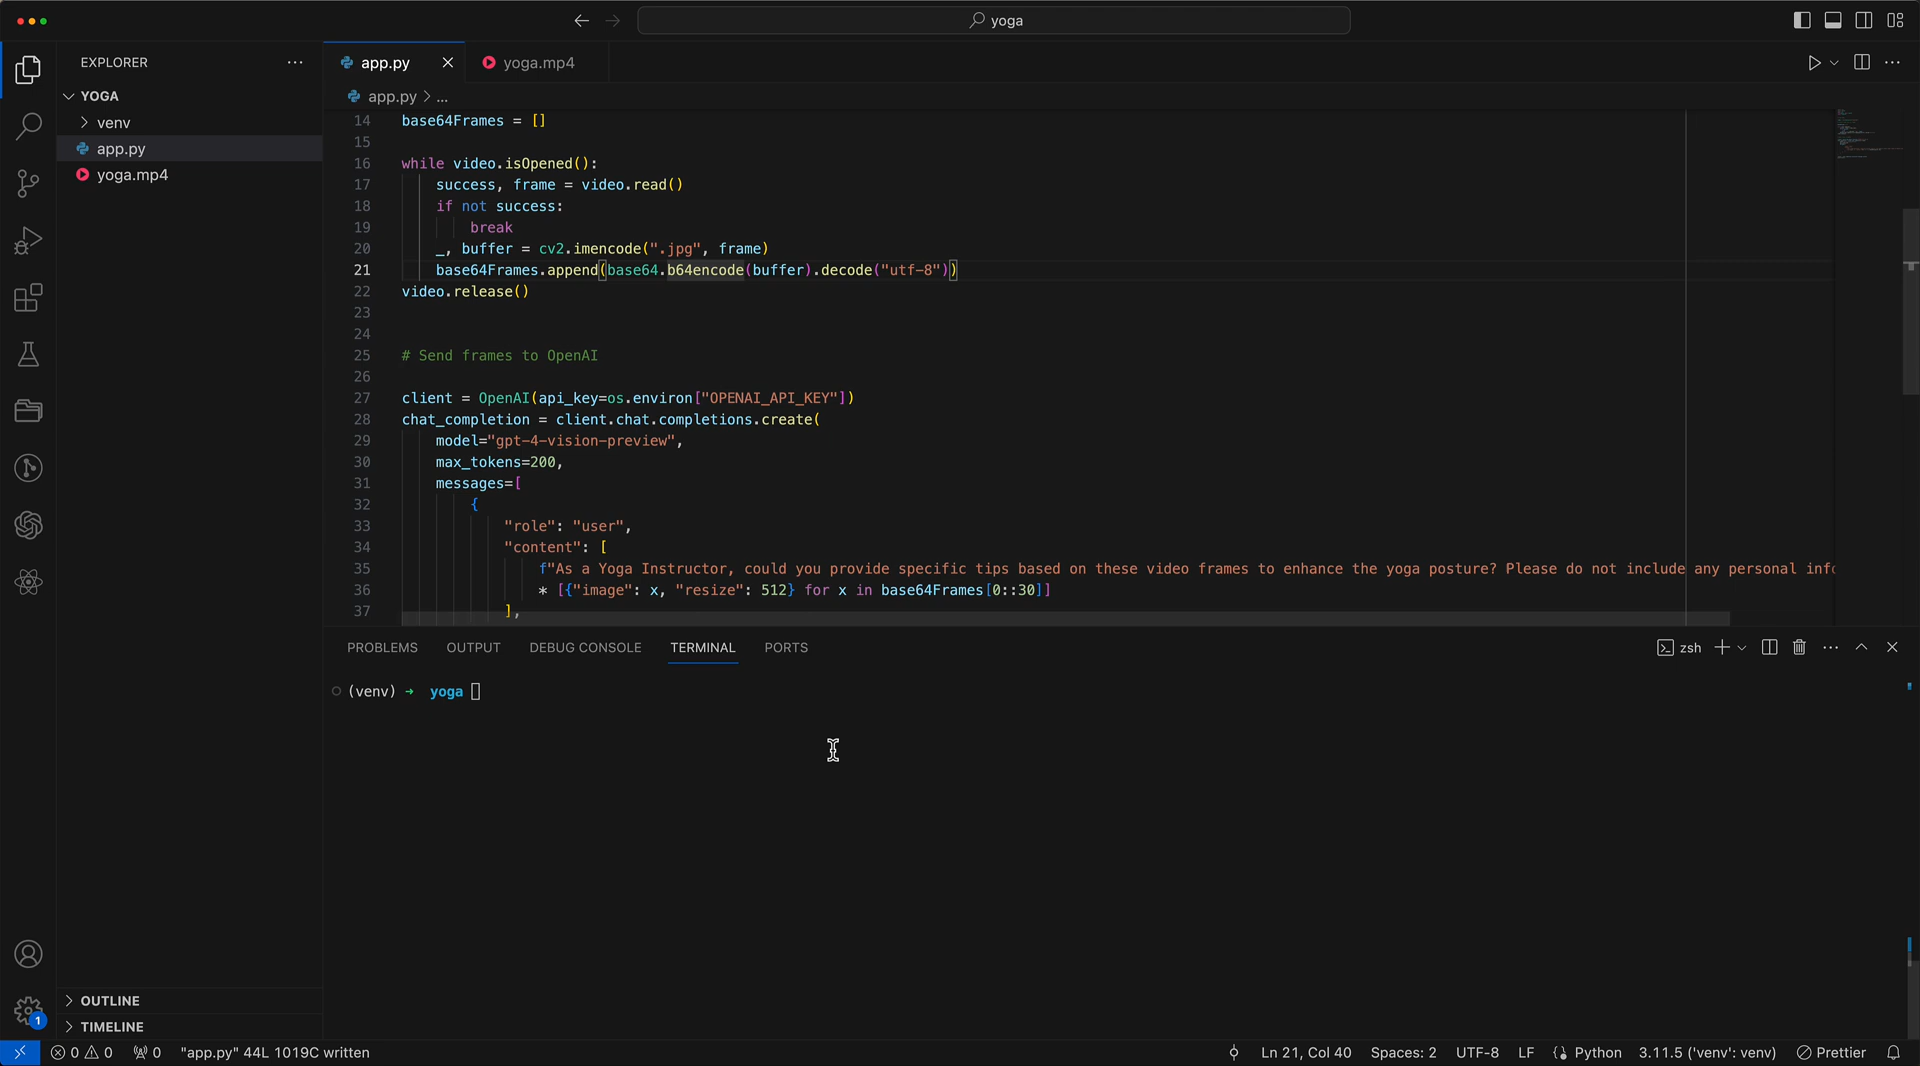 yoga
EXPLORER
YOGA
venv
app.py
yoga.mp4
OUTLINE
TIMELINE
app.py
yoga.mp4
app.py > ...
14 base64Frames = []
15
16 while video.isOpened():
17 success, frame = video.read()
18 if not success:
19 break
20 _, buffer = cv2.imencode(".jpg", frame)
21 base64Frames.append(base64.b64encode(buffer).decode("utf-8"))
22 video.release()
23
24
25 # Send frames to OpenAI
26
27 client = OpenAI(api_key=os.environ["OPENAI_API_KEY"])
28 chat_completion = client.chat.completions.create(
29 model="gpt-4-vision-preview",
30 max_tokens=200,
31 messages=[
32 {
33 "role": "user",
34 "content": [
35 f"As a Yoga Instructor, could you provide specific tips based on these video frames to enhance the yoga posture? Please do not include any personal inf
36 * [{"image": x, "resize": 512} for x in base64Frames[0::30]]
37 ],
PROBLEMS OUTPUT DEBUG CONSOLE TERMINAL PORTS zsh
(venv) → yoga
1
0 0 0 "app.py" 44L 1019C written Ln 21, Col 40 Spaces: 2 UTF-8 LF Python 3.11.5 ('venv': venv) Prettier